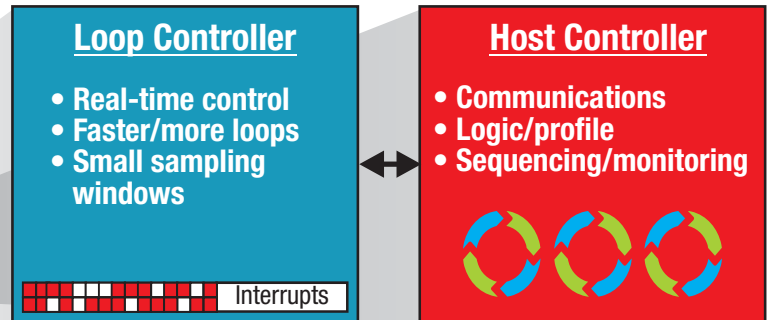 Loop Controller
• Real-time control
• Faster/more loops
• Small sampling
windows
Interrupts
Host Controller
• Communications
• Logic/profile
• Sequencing/monitoring